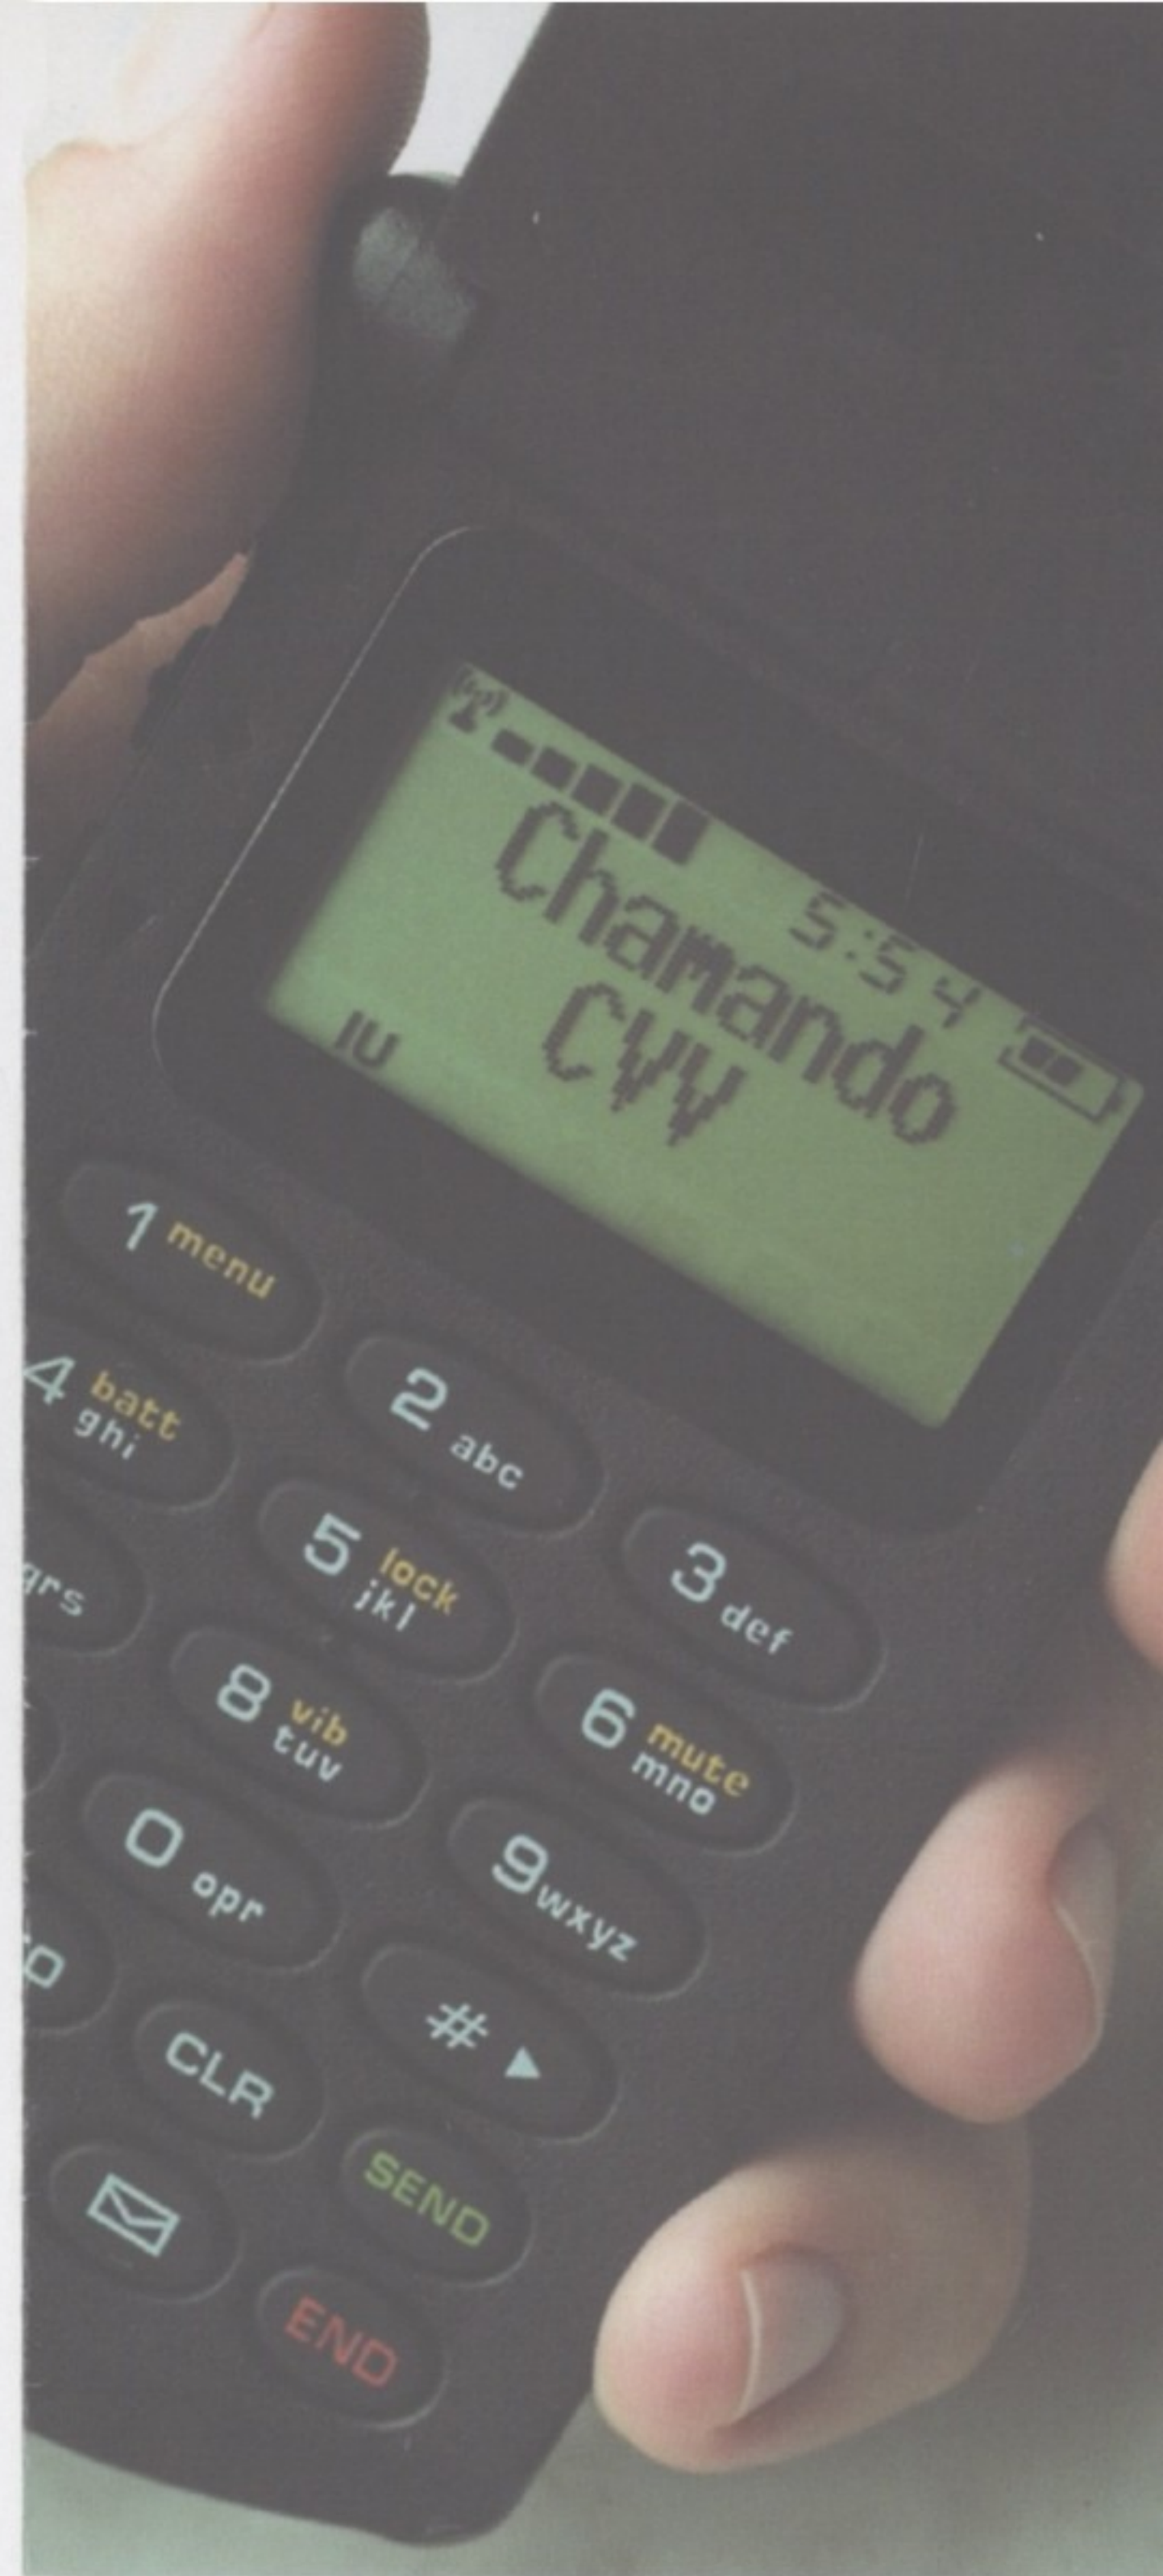 5:54
Chamando
CVV
IU
1 menu
2 abc
3 def
4 batt ghi
5 lock jkl
6 mute mno
qrs
8 vib tuv
9 wxyz
0 opr
#
CLR
SEND
END